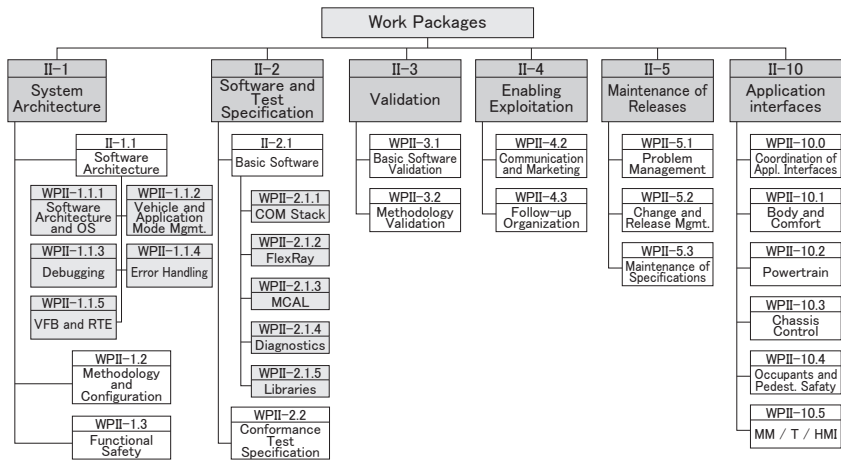 Work Packages
II-1
System
Architecture
II-1.1
Software
Architecture
WPII-1.1.1
Software
Architecture
and OS
WPII-1.1.2
Vehicle and
Application
Mode Mgmt.
WPII-1.1.3
Debugging
WPII-1.1.4
Error Handling
WPII-1.1.5
VFB and RTE
WPII-1.2
Methodology
and
Configuration
WPII-1.3
Functional
Safety
II-2
Software and
Test
Specification
II-2.1
Basic Software
WPII-2.1.1
COM Stack
WPII-2.1.2
FlexRay
WPII-2.1.3
MCAL
WPII-2.1.4
Diagnostics
WPII-2.1.5
Libraries
WPII-2.2
Conformance
Test
Specification
II-3
Validation
WPII-3.1
Basic Software
Validation
WPII-3.2
Methodology
Validation
II-4
Enabling
Exploitation
WPII-4.2
Communication
and Marketing
WPII-4.3
Follow-up
Organization
II-5
Maintenance of
Releases
WPII-5.1
Problem
Management
WPII-5.2
Change and
Release Mgmt.
WPII-5.3
Maintenance of
Specifications
II-10
Application
interfaces
WPII-10.0
Coordination of
Appl. Interfaces
WPII-10.1
Body and
Comfort
WPII-10.2
Powertrain
WPII-10.3
Chassis
Control
WPII-10.4
Occupants and
Pedest. Safaty
WPII-10.5
MM / T / HMI